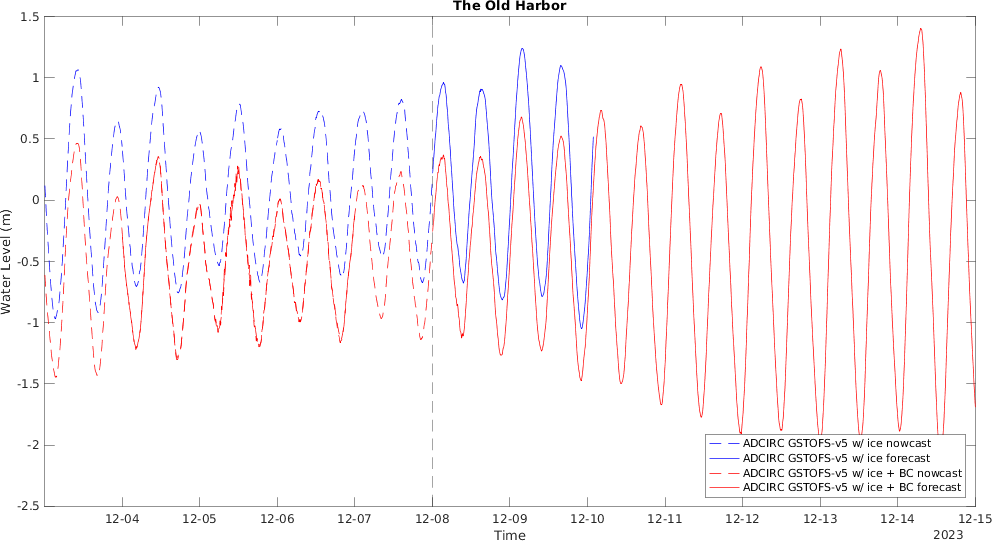 The Old Harbor
1.5
1
0.5
0
-0.5
-1
-1.5
-2
-2.5
Water Level (m)
ADCIRC GSTOFS-v5 w/ ice nowcast
ADCIRC GSTOFS-v5 w/ ice forecast
ADCIRC GSTOFS-v5 w/ ice + BC nowcast
ADCIRC GSTOFS-v5 w/ ice + BC forecast
12-04 12-05 12-06 12-07 12-08 12-09 12-10 12-11 12-12 12-13 12-14 12-15
Time
2023